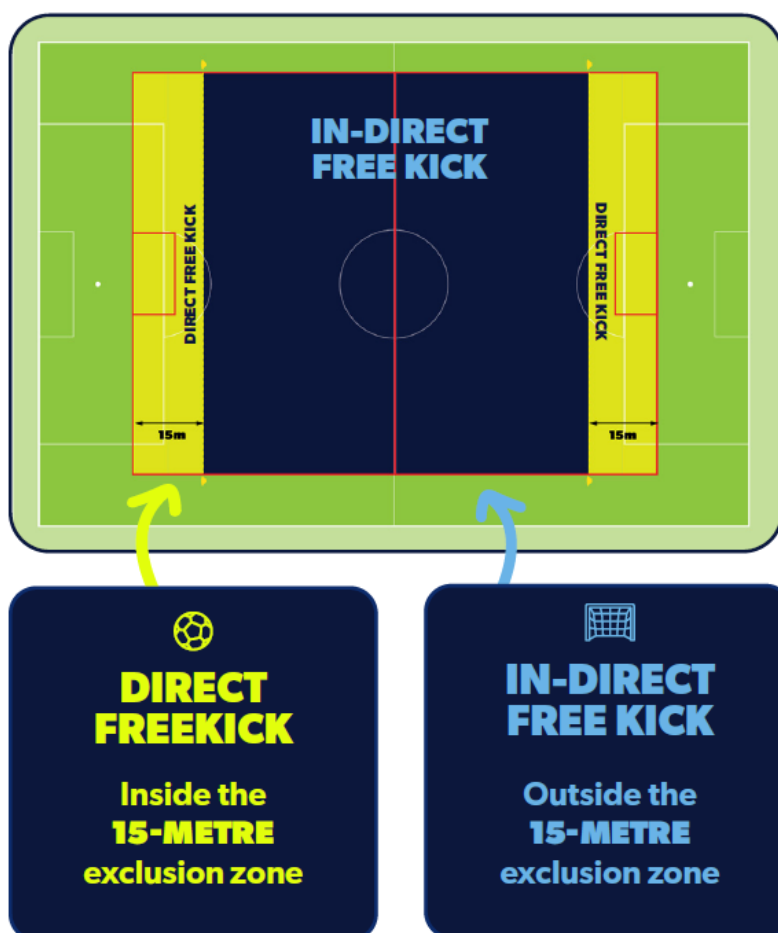 IN-DIRECT
FREE KICK
DIRECT FREE KICK
DIRECT FREE KICK
15m
15m
DIRECT
FREEKICK
Inside the
15-METRE
exclusion zone
IN-DIRECT
FREE KICK
Outside the
15-METRE
exclusion zone